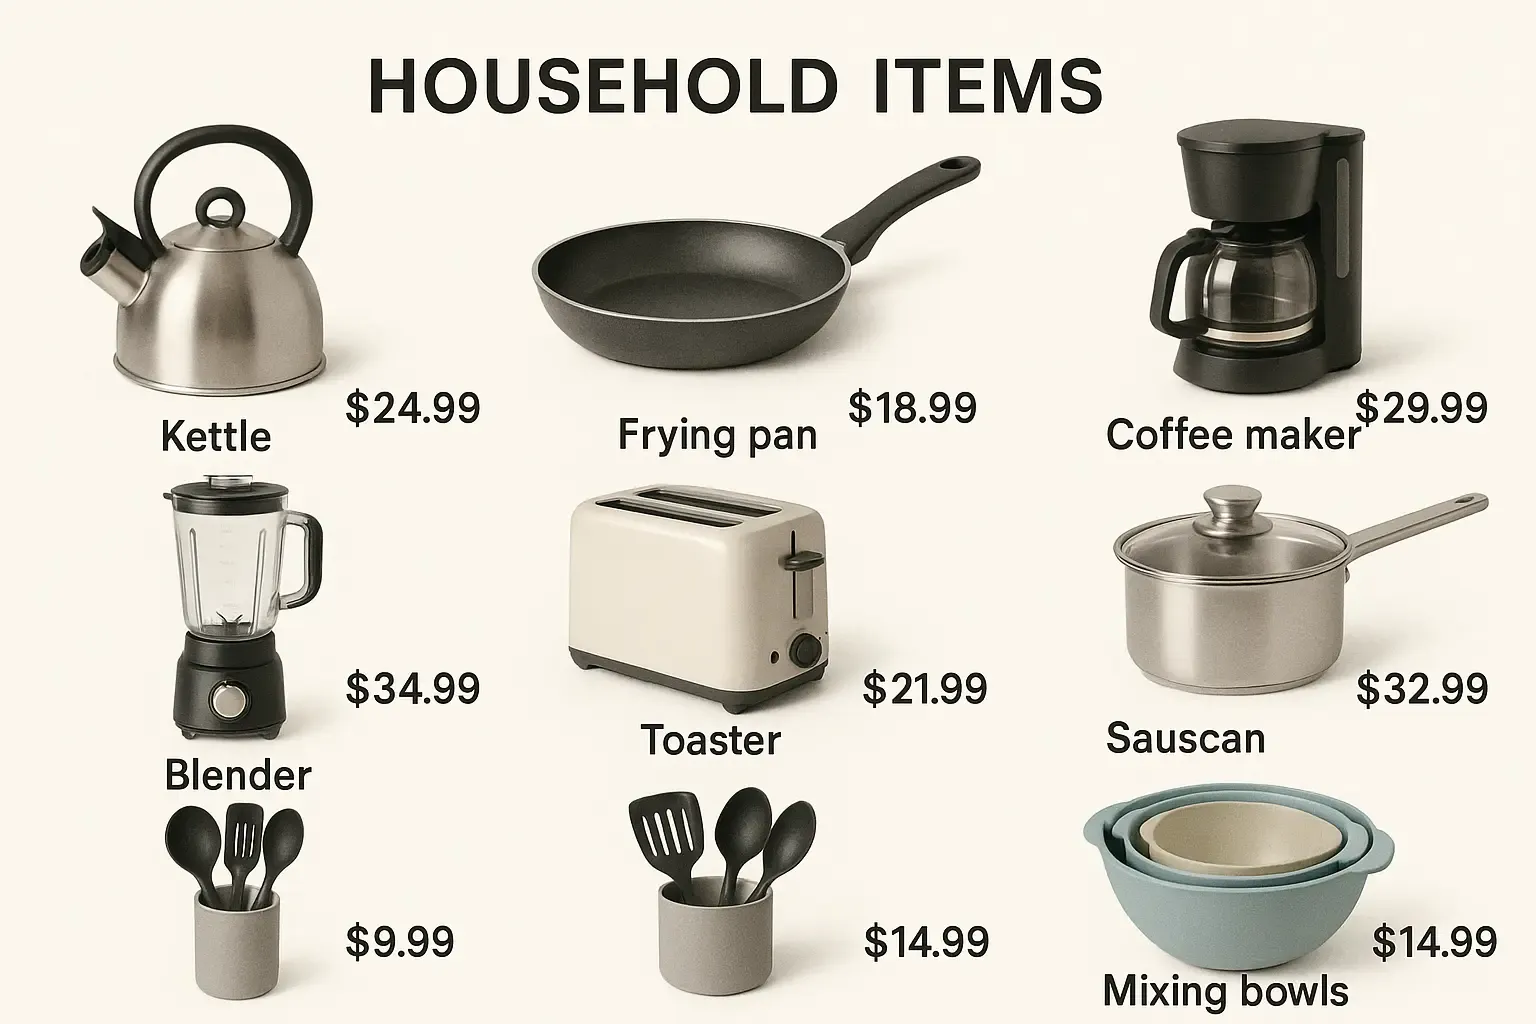 HOUSEHOLD ITEMS
$24.99
Kettle
$18.99
Frying pan
$29.99
Coffee maker
$34.99
Blender
$21.99
Toaster
$32.99
Sauscan
$9.99
$14.99
$14.99
Mixing bowls